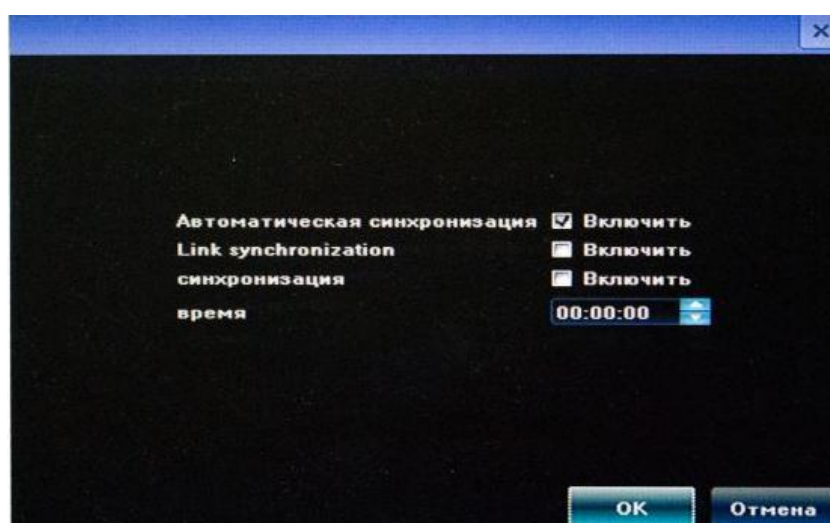 Автоматическая синхронизация Включить
Link synchronization Включить
синхронизация Включить
время 00:00:00
OK Отмена